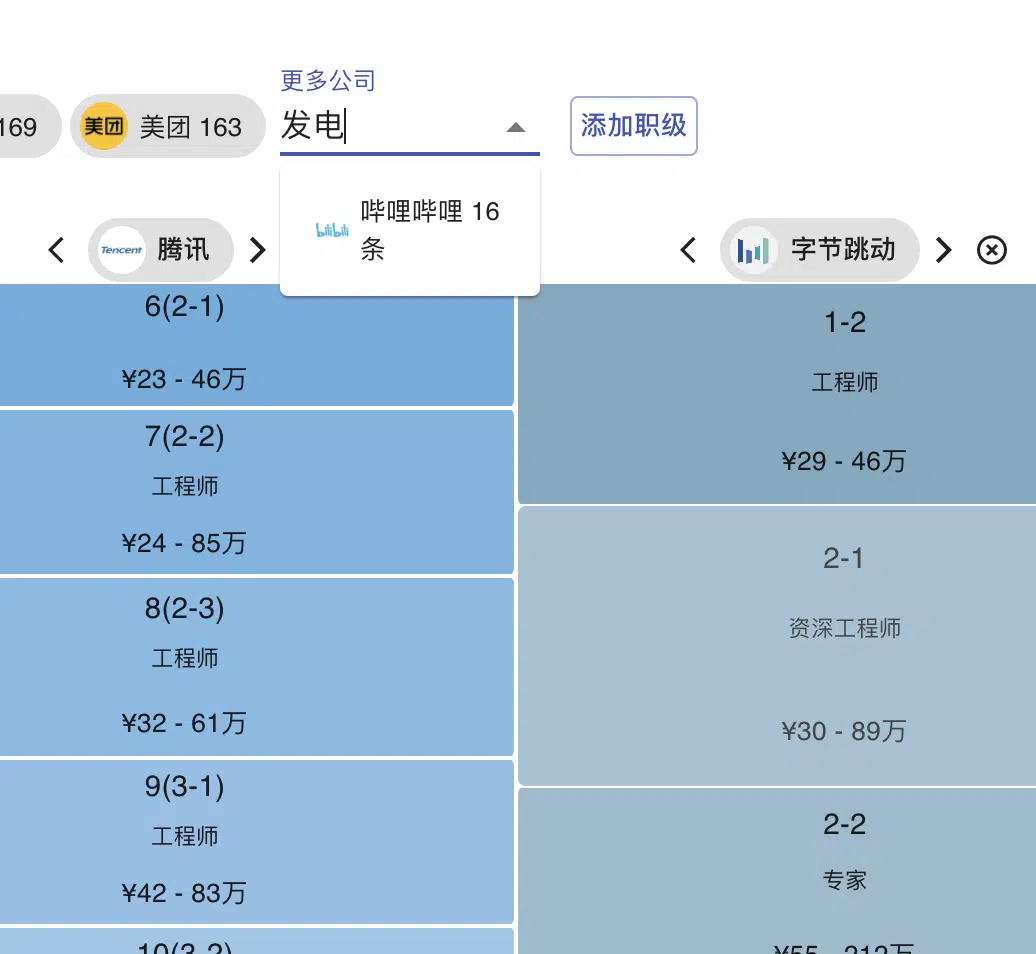 更多公司
169
美团
美团 163
发电
添加职级
哔哩哔哩 16
条
bilibili
Tencent
腾讯
字节跳动
6(2-1)
¥23 - 46万
7(2-2)
工程师
¥24 - 85万
8(2-3)
工程师
¥32 - 61万
9(3-1)
工程师
¥42 - 83万
10(3-2)
1-2
工程师
¥29 - 46万
2-1
资深工程师
¥30 - 89万
2-2
专家
¥55 - 212万